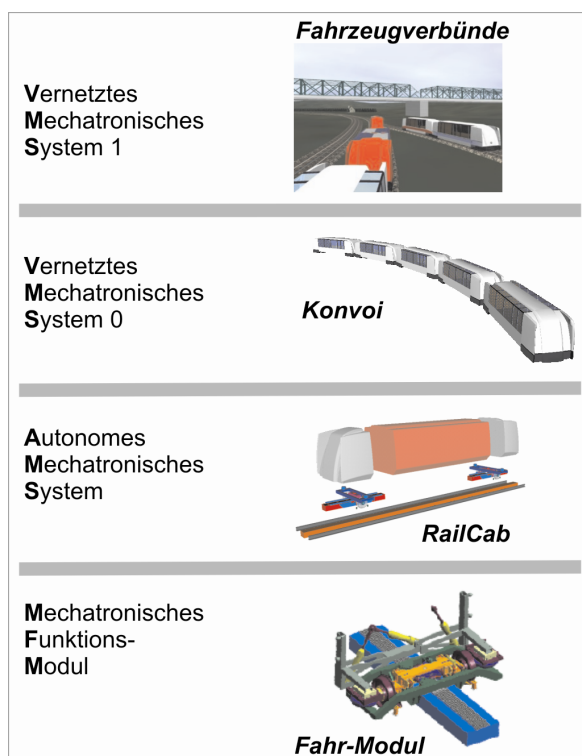 Fahrzeugverbünde
Vernetztes
Mechatronisches
System 1
Vernetztes
Mechatronisches
System 0
Konvoi
Autonomes
Mechatronisches
System
RailCab
Mechatronisches
Funktions-
Modul
Fahr-Modul